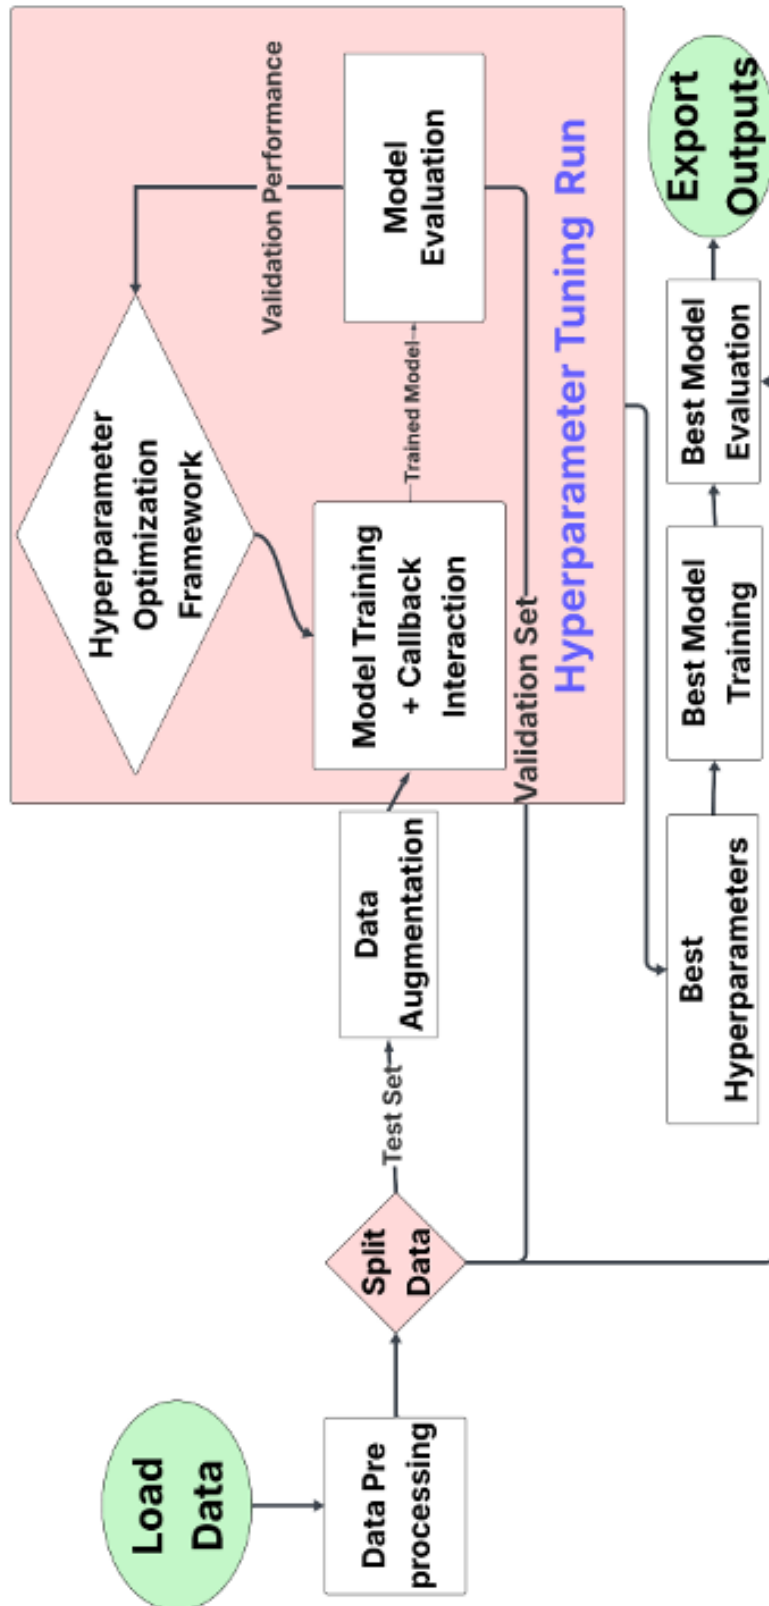 Load
Data
Data Pre
processing
Split
Data
Test Set
Data
Augmentation
Validation Set
Model Training
+ Callback
Interaction
Trained Model
Model
Evaluation
Validation Performance
Hyperparameter
Optimization
Framework
Hyperparameter Tuning Run
Best
Hyperparameters
Best Model
Training
Best Model
Evaluation
Export
Outputs